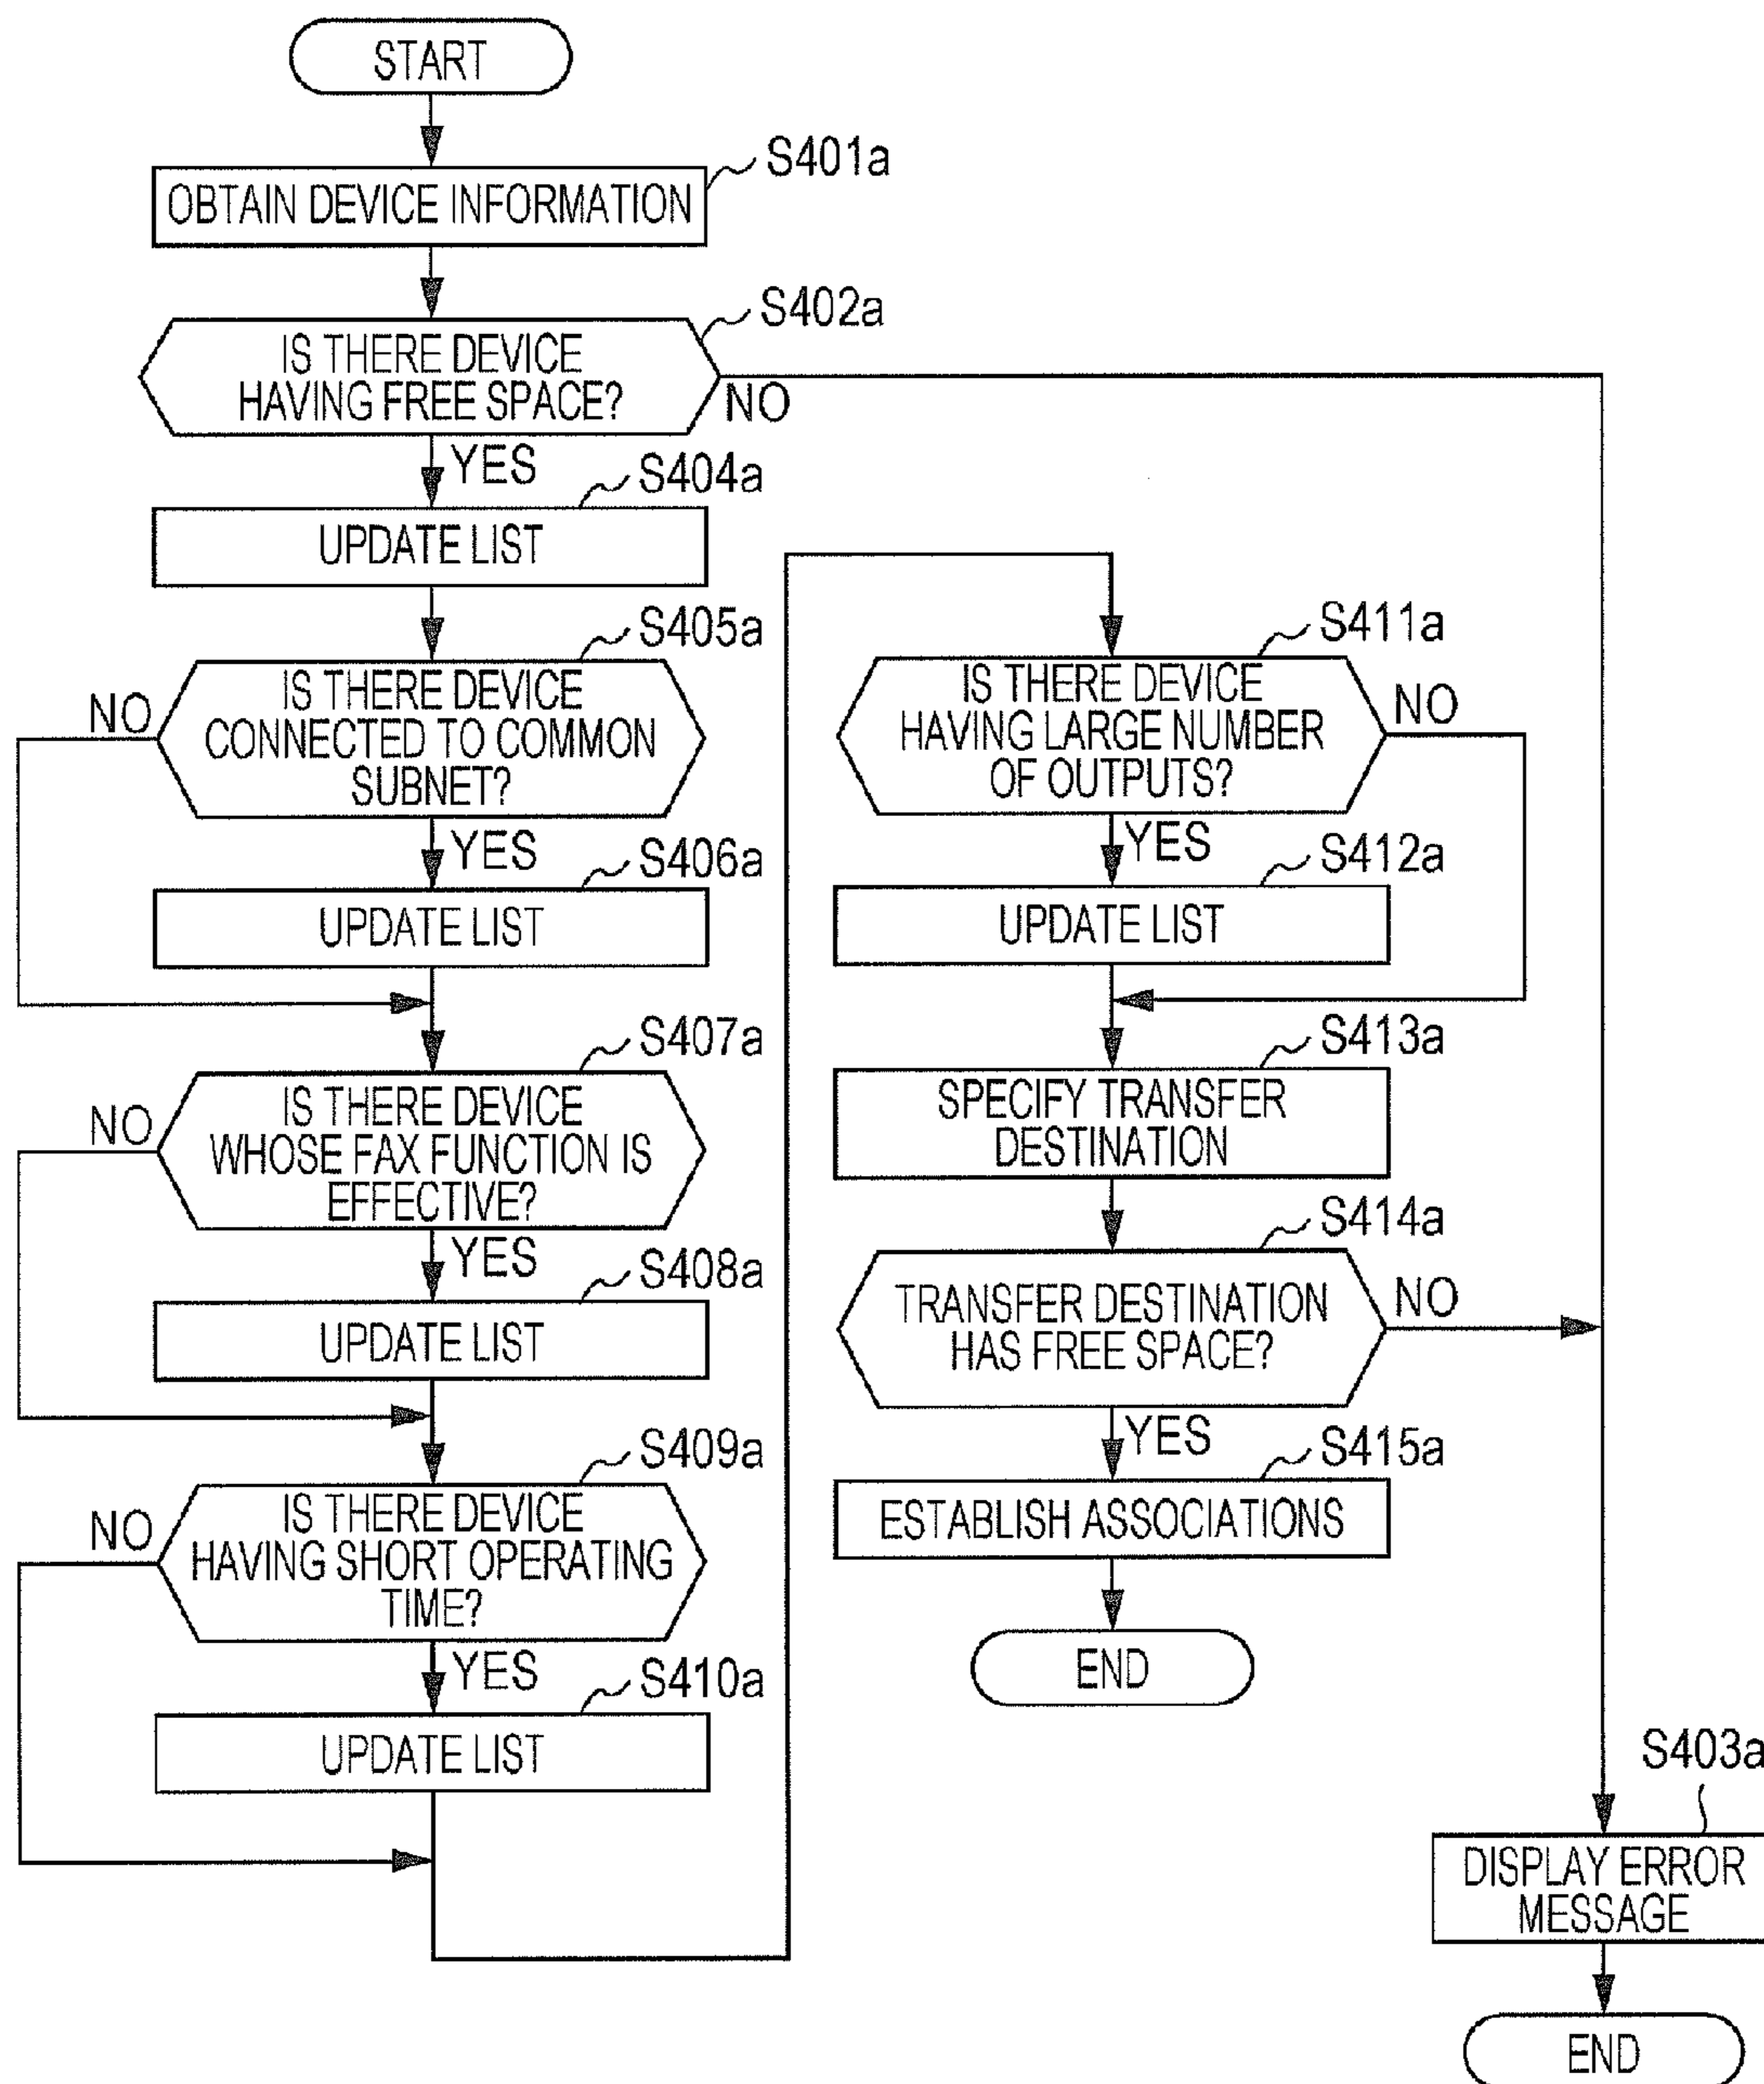 START
S401a
OBTAIN DEVICE INFORMATION
S402a
IS THERE DEVICE
HAVING FREE SPACE?
NO
YES
S404a
UPDATE LIST
S405a
IS THERE DEVICE
CONNECTED TO COMMON
SUBNET?
NO
YES
S406a
UPDATE LIST
S407a
IS THERE DEVICE
WHOSE FAX FUNCTION IS
EFFECTIVE?
NO
YES
S408a
UPDATE LIST
S409a
IS THERE DEVICE
HAVING SHORT OPERATING
TIME?
NO
YES
S410a
UPDATE LIST
S411a
IS THERE DEVICE
HAVING LARGE NUMBER
OF OUTPUTS?
NO
YES
S412a
UPDATE LIST
S413a
SPECIFY TRANSFER
DESTINATION
S414a
TRANSFER DESTINATION
HAS FREE SPACE?
NO
YES
S415a
ESTABLISH ASSOCIATIONS
END
S403a
DISPLAY ERROR
MESSAGE
END